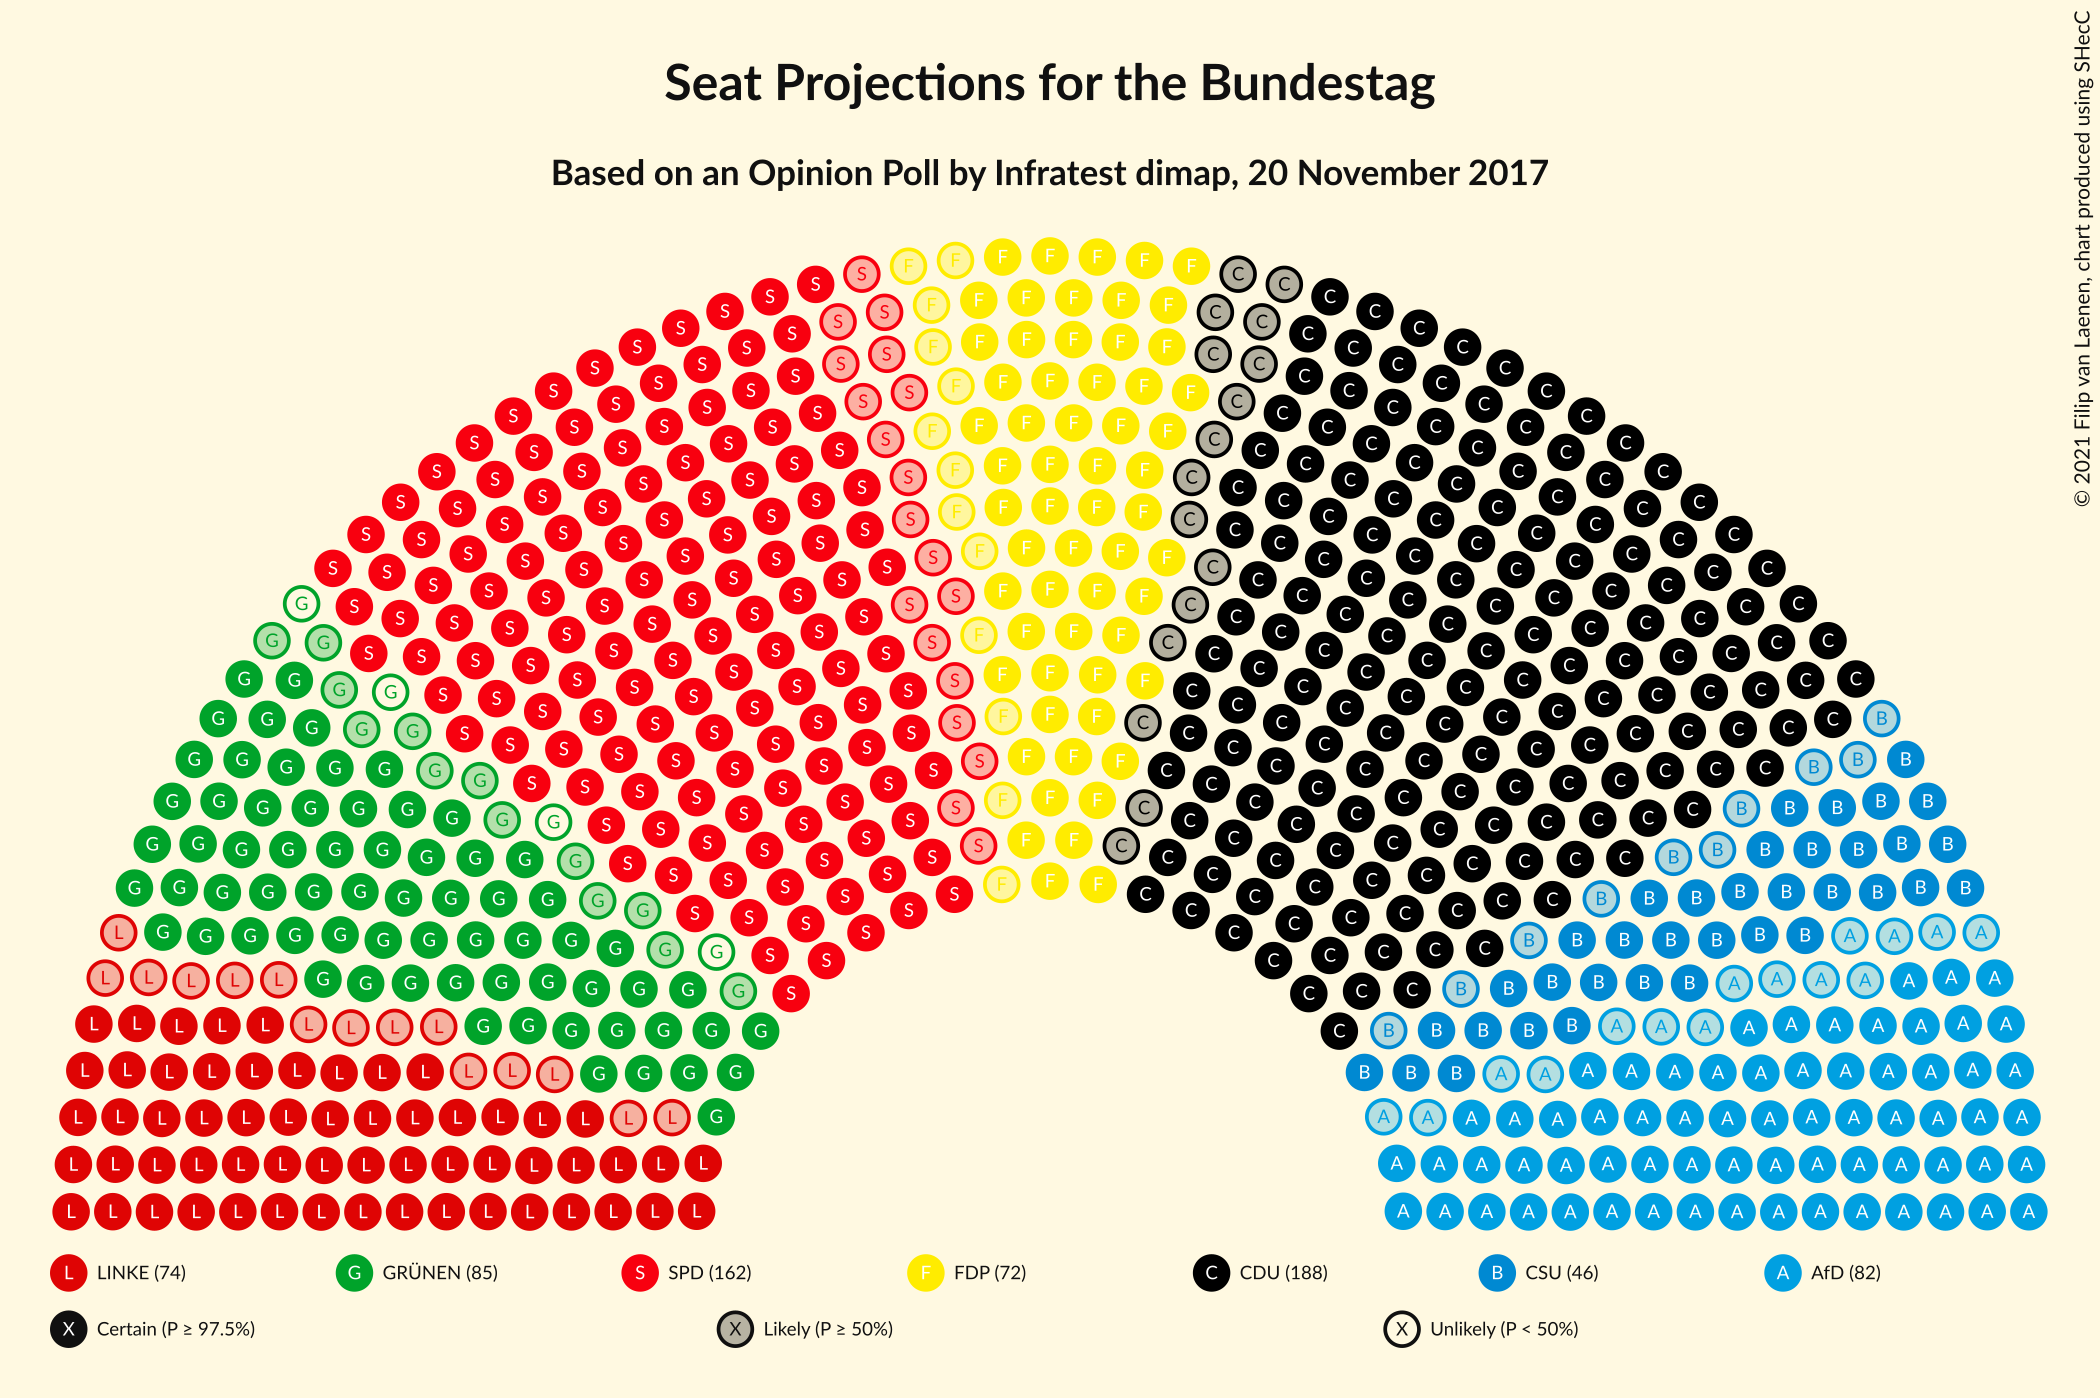 Seat Projections for the Bundestag
Based on an Opinion Poll by Infratest dimap, 20 November 2017
© 2021 Filip van Laenen, chart produced using SHecC
L LINKE (74) G GRÜNEN (85) S SPD (162) F FDP (72) C CDU (188) B CSU (46) A AfD (82)
X Certain (P ≥ 97.5%) X Likely (P ≥ 50%) X Unlikely (P < 50%)